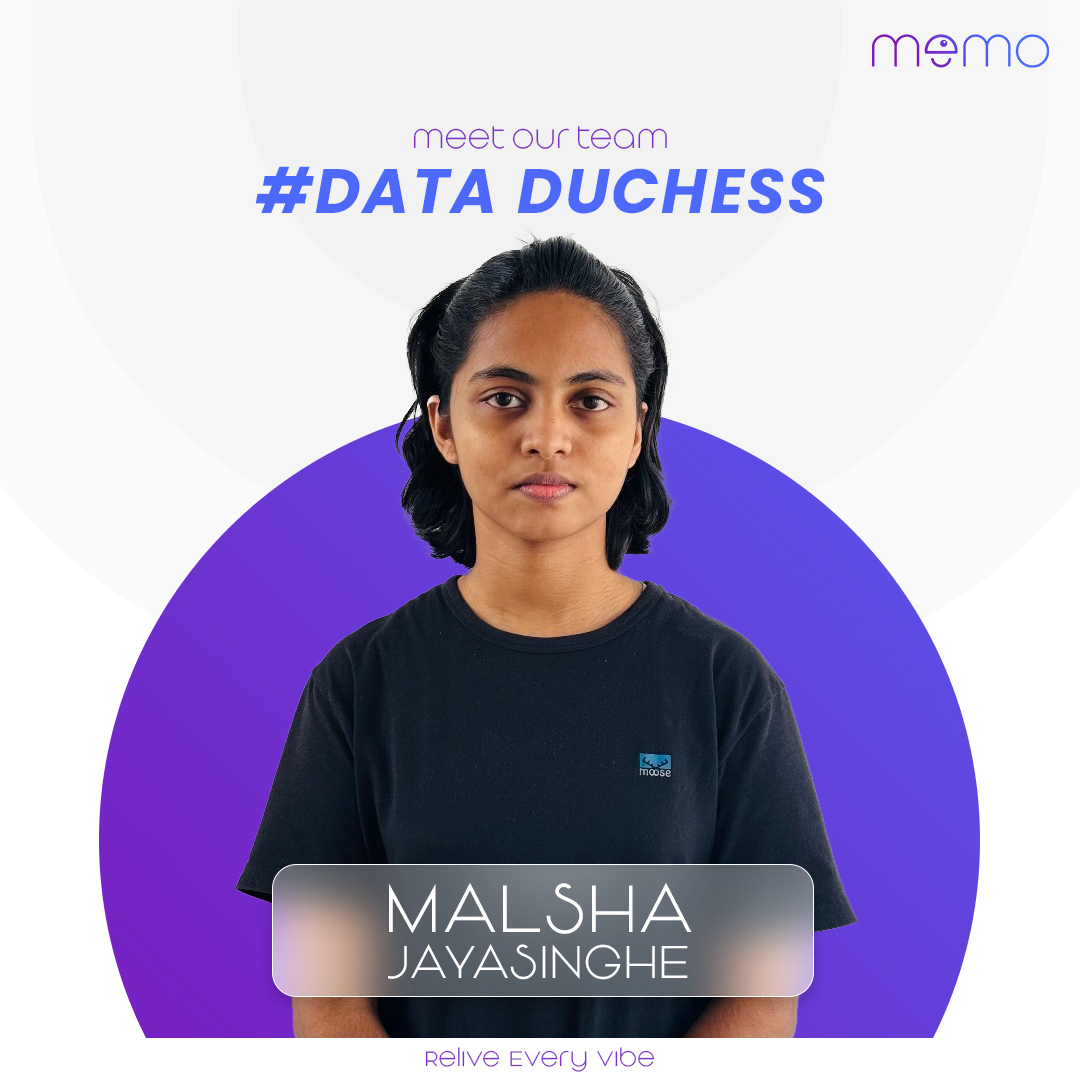 memo
meet our team
#DATA DUCHESS
moose
MALSHA
JAYASINGHE
Relive Every Vibe